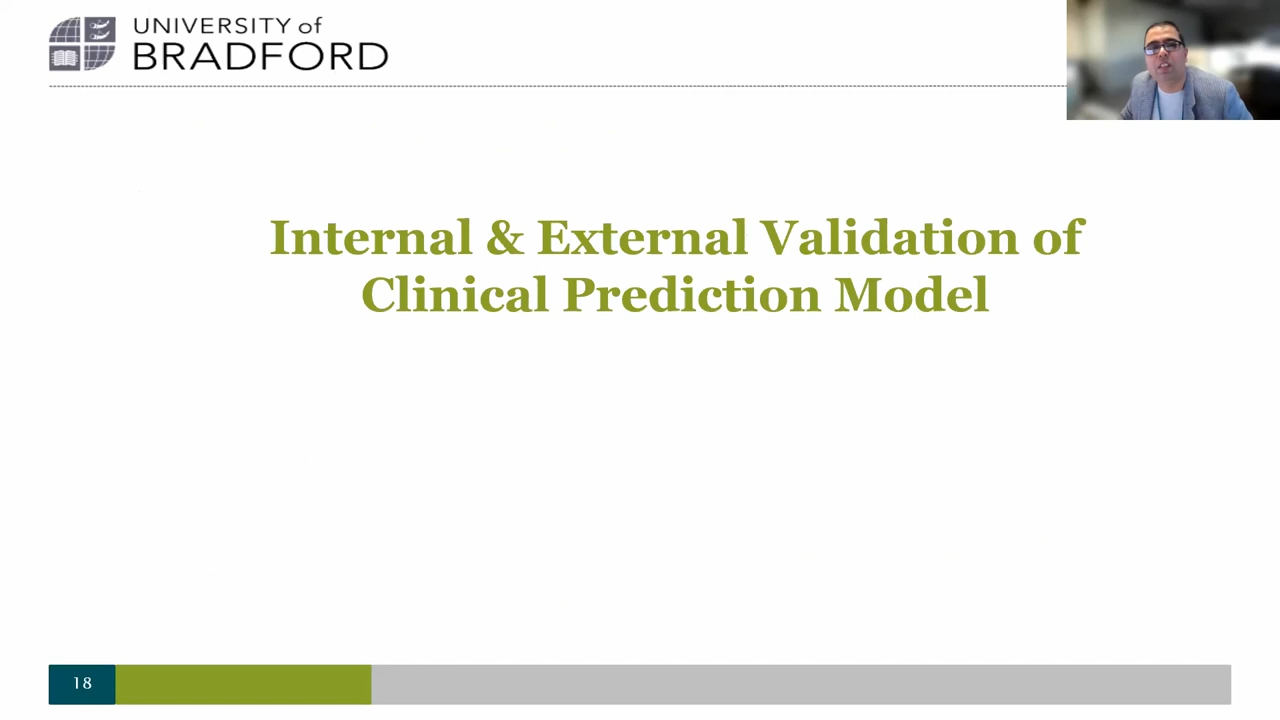 UNIVERSITY of
BRADFORD
Internal & External Validation of
Clinical Prediction Model
18